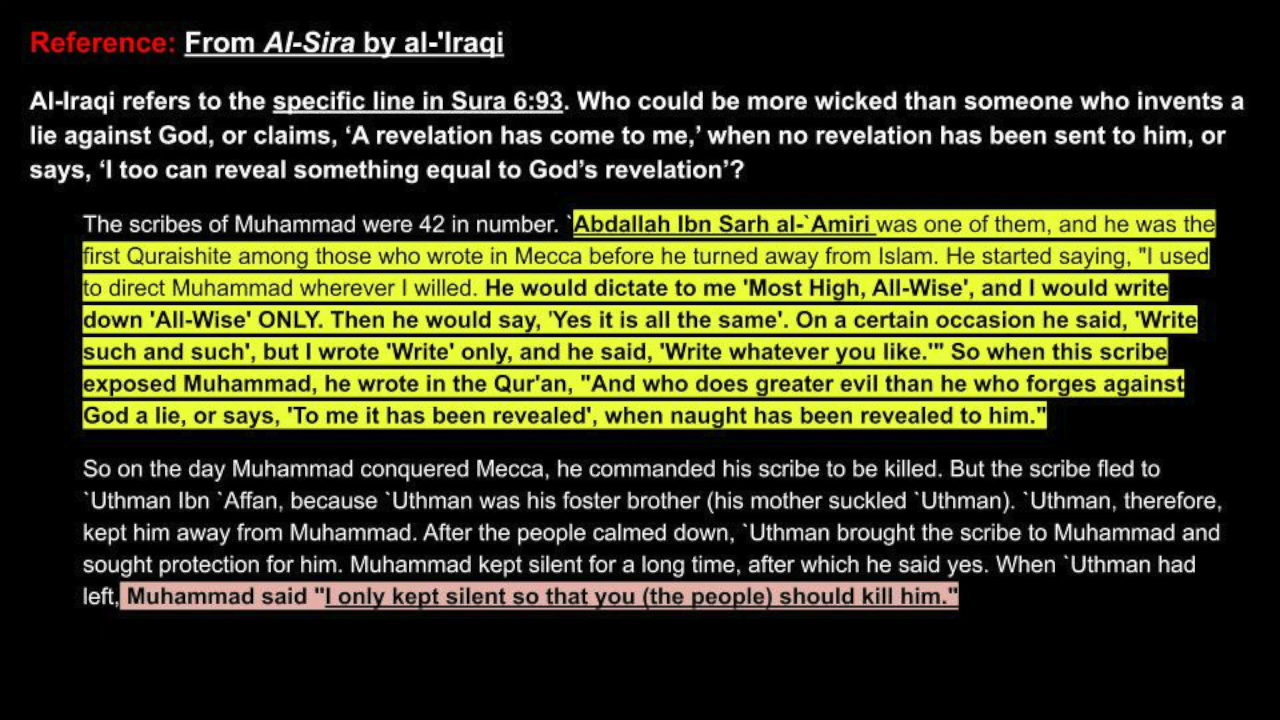 Reference: From Al-Sira by al-'Iraqi
Al-Iraqi refers to the specific line in Sura 6:93. Who could be more wicked than someone who invents a
lie against God, or claims, ‘A revelation has come to me,’ when no revelation has been sent to him, or
says, ‘I too can reveal something equal to God’s revelation’?
The scribes of Muhammad were 42 in number. `Abdallah Ibn Sarh al-`Amiri was one of them, and he was the
first Quraishite among those who wrote in Mecca before he turned away from Islam. He started saying, "I used
to direct Muhammad wherever I willed. He would dictate to me 'Most High, All-Wise', and I would write
down 'All-Wise' ONLY. Then he would say, 'Yes it is all the same'. On a certain occasion he said, 'Write
such and such', but I wrote 'Write' only, and he said, 'Write whatever you like.'" So when this scribe
exposed Muhammad, he wrote in the Qur'an, "And who does greater evil than he who forges against
God a lie, or says, 'To me it has been revealed', when naught has been revealed to him."
So on the day Muhammad conquered Mecca, he commanded his scribe to be killed. But the scribe fled to
`Uthman Ibn `Affan, because `Uthman was his foster brother (his mother suckled `Uthman). `Uthman, therefore,
kept him away from Muhammad. After the people calmed down, `Uthman brought the scribe to Muhammad and
sought protection for him. Muhammad kept silent for a long time, after which he said yes. When `Uthman had
left, Muhammad said "I only kept silent so that you (the people) should kill him."